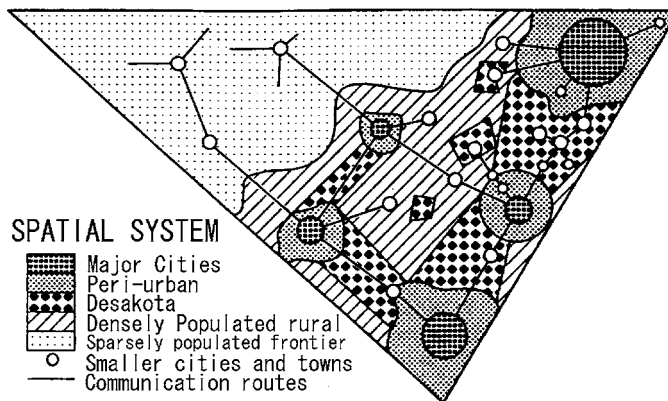 SPATIAL SYSTEM
Major Cities
Peri-urban
Desakota
Densely Populated rural
Sparsely populated frontier
Smaller cities and towns
Communication routes